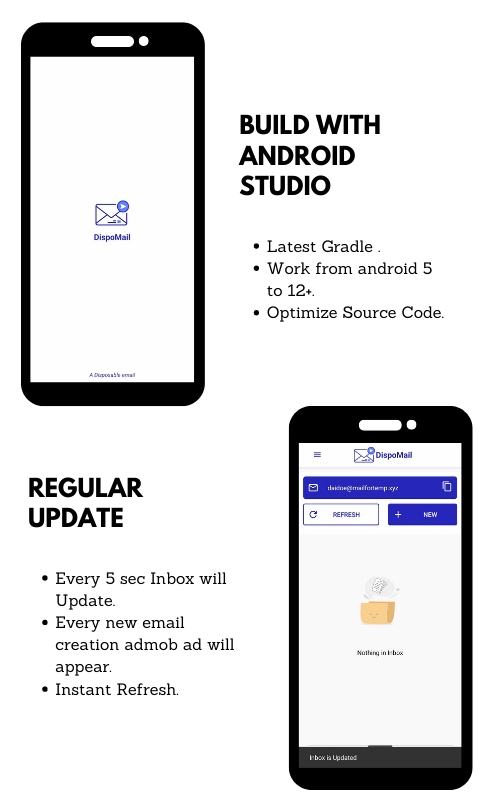 BUILD WITH
ANDROID
STUDIO
Latest Gradle .
Work from android 5
to 12+.
Optimize Source Code.
DispoMail
A Disposable email
REGULAR
UPDATE
Every 5 sec Inbox will
Update.
Every new email
creation admob ad will
appear.
Instant Refresh.
DispoMail
daidoe@mailfortemp.xyz
REFRESH
NEW
Nothing in Inbox
Inbox is Updated